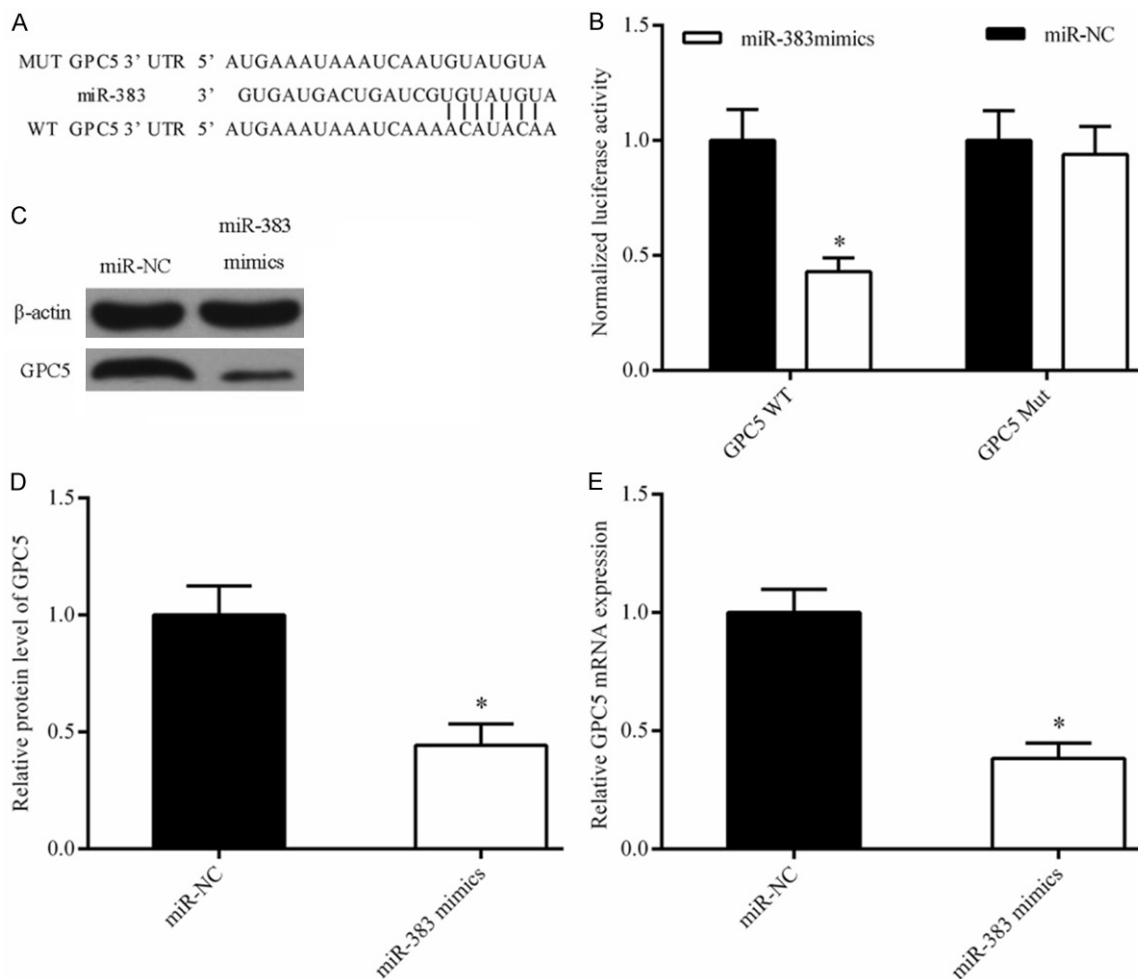 A
MUT GPC5 3’ UTR 5’ AUGAAAUAAAUCAAUGUAUGUA
miR-383 3’ GUGAUGACUGAUCGUGUAUGUA
WT GPC5 3’ UTR 5’ AUGAAAUAAAUCAAAACAUACAA
B
miR-383mimics
miR-NC
Normalized luciferase activity
1.5
1.0
0.5
0.0
*
GPC5 WT
GPC5 Mut
C
miR-NC
miR-383
mimics
β-actin
GPC5
D
Relative protein level of GPC5
1.5
1.0
0.5
0.0
*
miR-NC
miR-383 mimics
E
Relative GPC5 mRNA expression
1.5
1.0
0.5
0.0
*
miR-NC
miR-383 mimics